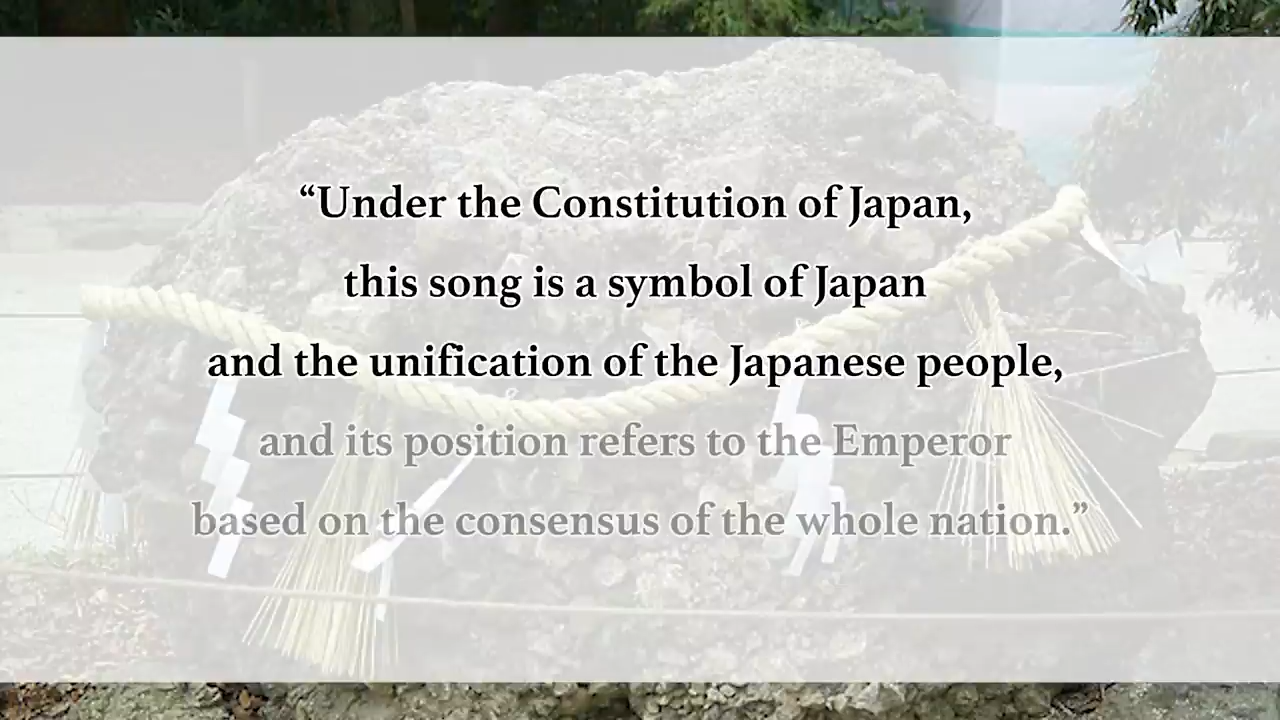 “Under the Constitution of Japan,
this song is a symbol of Japan
and the unification of the Japanese people,
and its position refers to the Emperor
based on the consensus of the whole nation.”